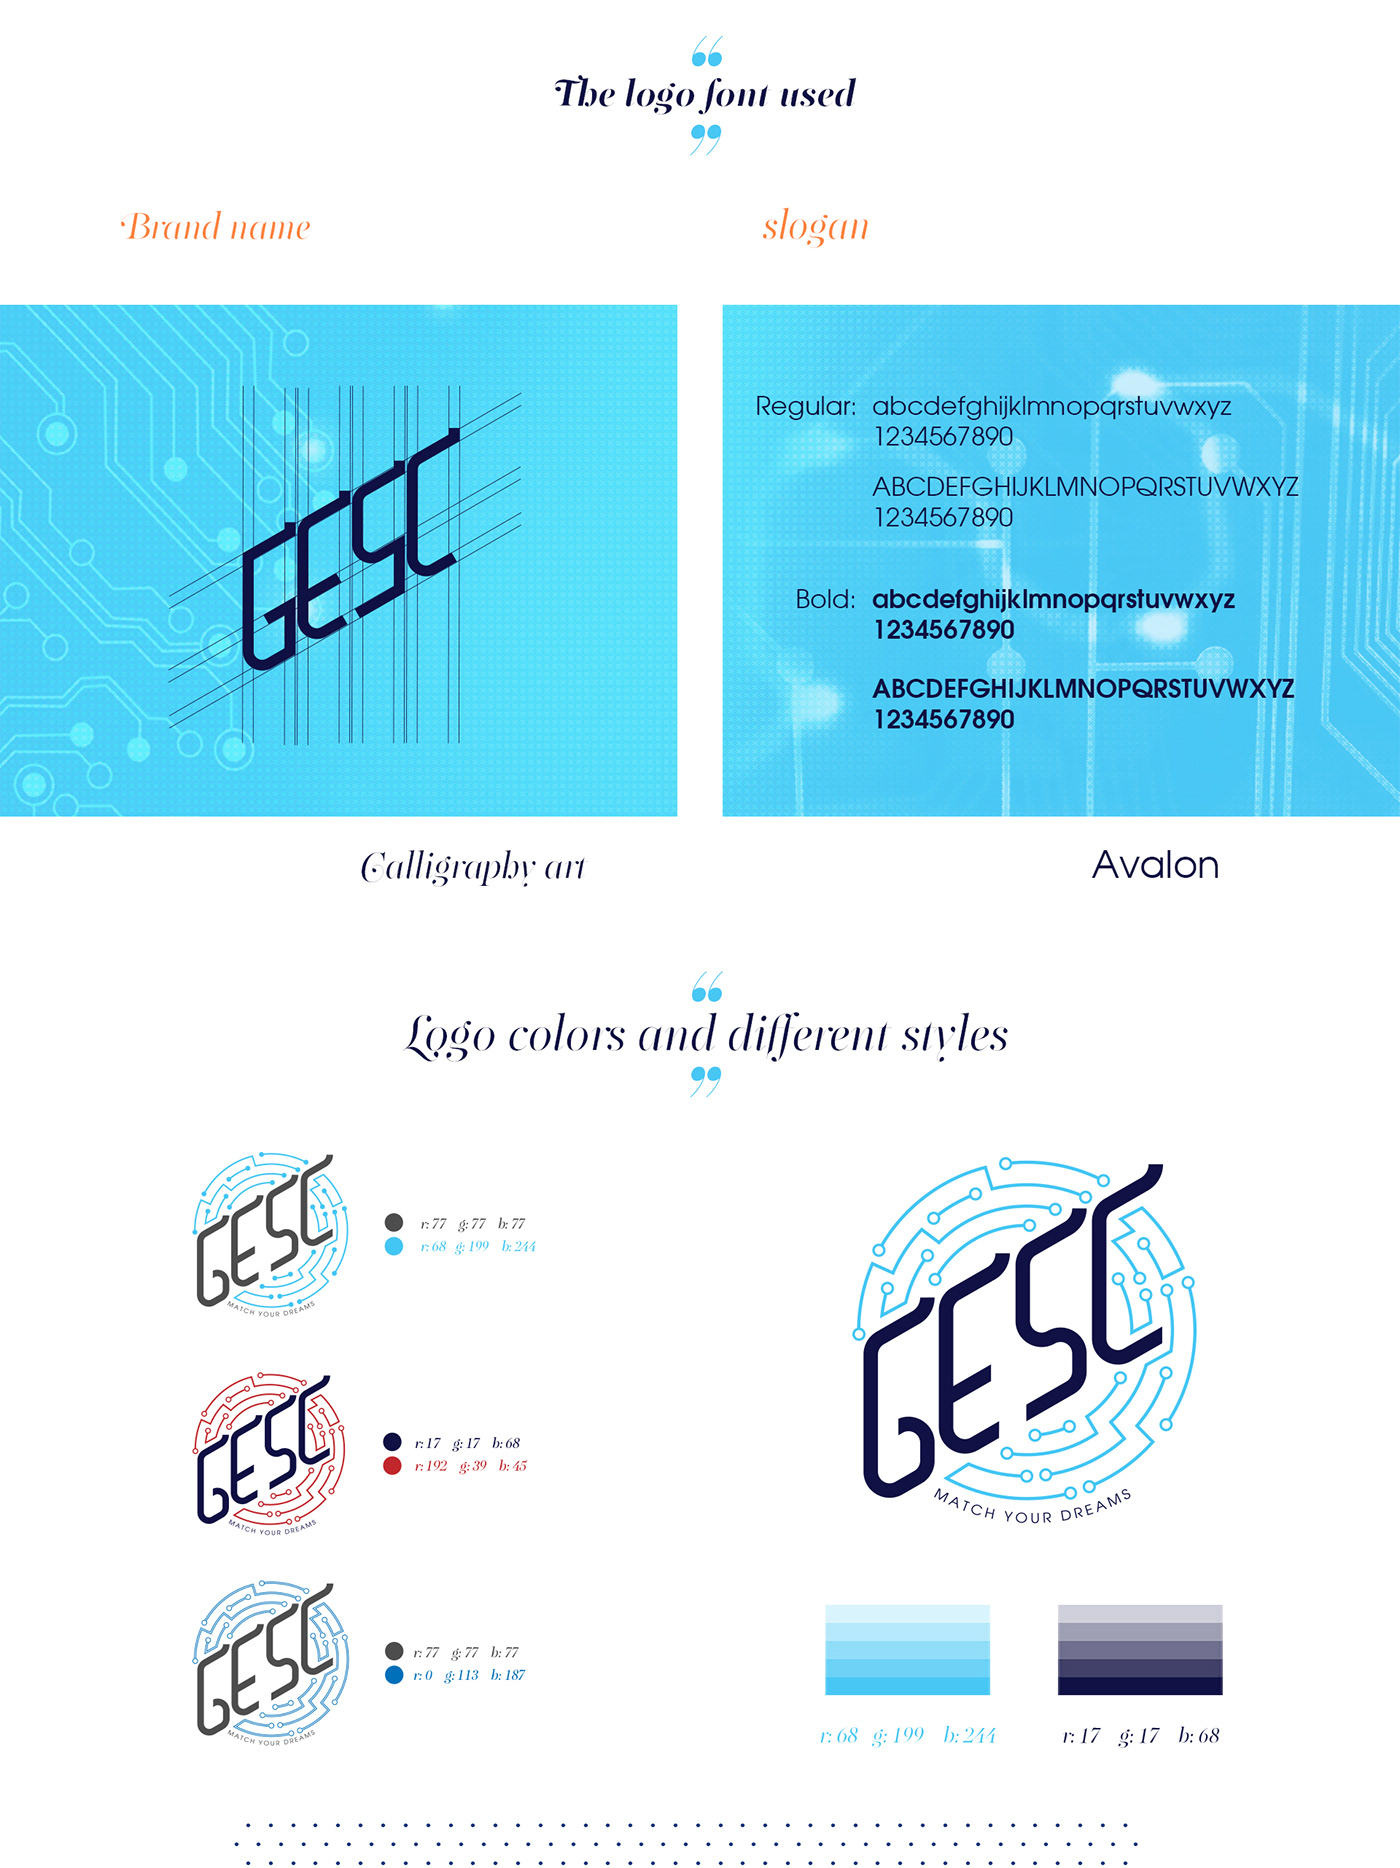 “
The logo font used
”
Brand name
slogan
GESC
Regular: abcdefghijklmnopqrstuvwxyz
1234567890
ABCDEFGHIJKLMNOPQRSTUVWXYZ
1234567890
Bold: abcdefghijklmnopqrstuvwxyz
1234567890
ABCDEFGHIJKLMNOPQRSTUVWXYZ
1234567890
Calligraphy art
Avalon
“
Logo colors and different styles
”
GESC
MATCH YOUR DREAMS
r: 77 g: 77 b: 77
r: 68 g: 199 b: 244
GESC
MATCH YOUR DREAMS
r: 17 g: 17 b: 68
r: 192 g: 39 b: 45
GESC
MATCH YOUR DREAMS
r: 77 g: 77 b: 77
r: 0 g: 113 b: 187
GESC
MATCH YOUR DREAMS
r: 68 g: 199 b: 244
r: 17 g: 17 b: 68